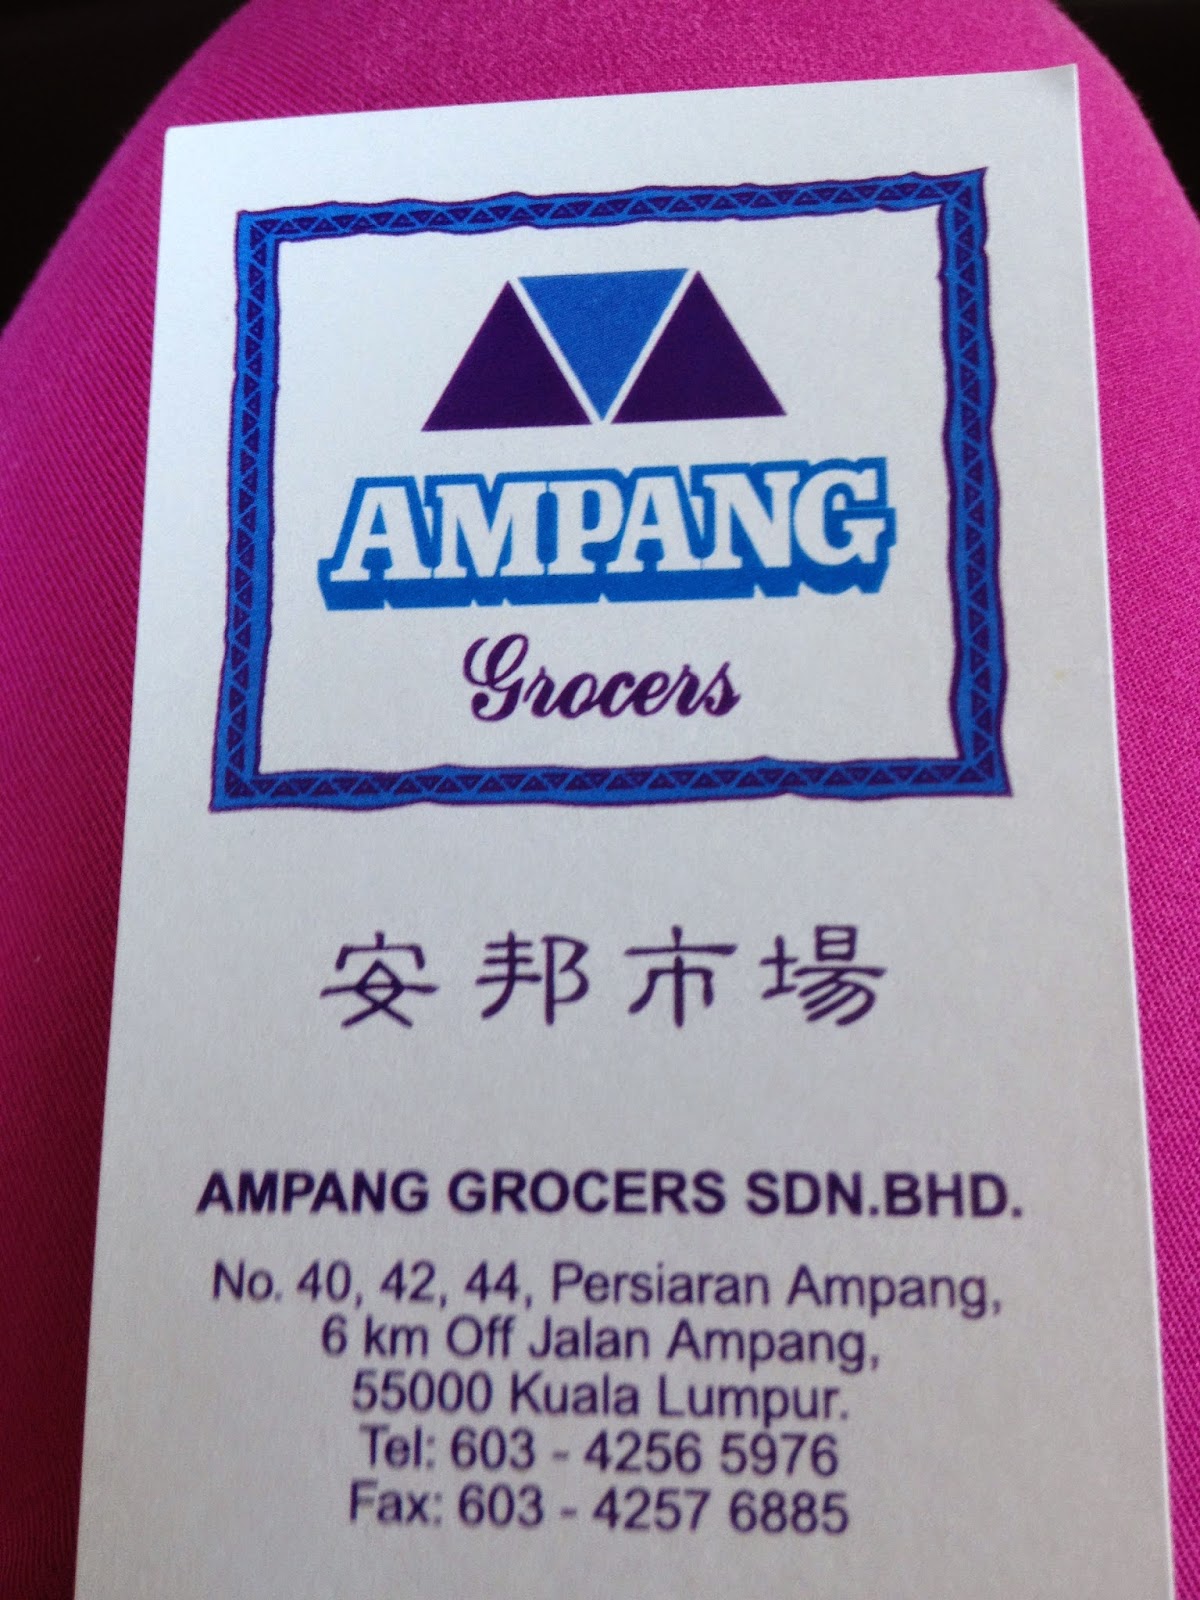 AMPANG
Grocers
安邦市場
AMPANG GROCERS SDN.BHD.
No. 40, 42, 44, Persiaran Ampang,
6 km Off Jalan Ampang,
55000 Kuala Lumpur.
Tel: 603 - 4256 5976
Fax: 603 - 4257 6885